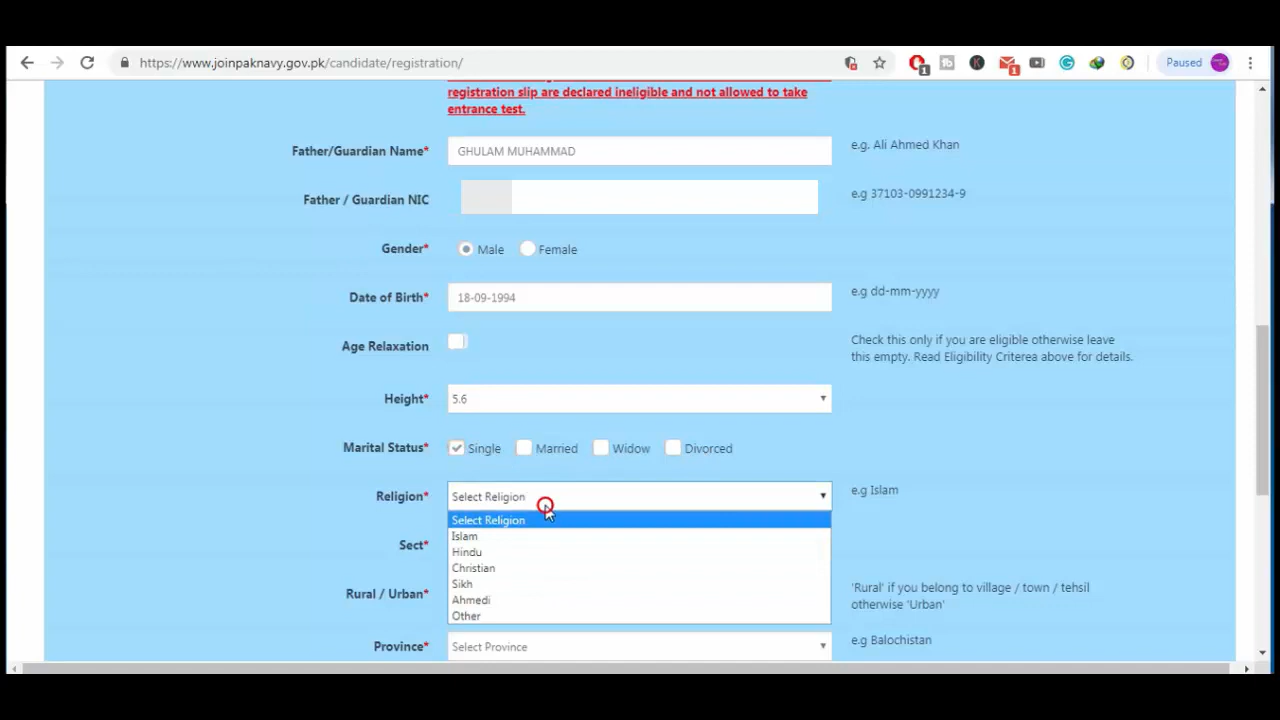 https://www.joinpaknavy.gov.pk/candidate/registration/
1
1
Paused
registration slip are declared ineligible and not allowed to take
entrance test.
Father/Guardian Name* GHULAM MUHAMMAD e.g. Ali Ahmed Khan
Father / Guardian NIC e.g 37103-0991234-9
Gender* Male Female
Date of Birth* 18-09-1994 e.g dd-mm-yyyy
Age Relaxation
Check this only if you are eligible otherwise leave
this empty. Read Eligibility Criterea above for details.
Height* 5.6
Marital Status* Single Married Widow Divorced
Religion* Select Religion e.g Islam
Select Religion
Islam
Hindu
Christian
Sikh
Ahmedi
Other
Sect*
Rural / Urban*
'Rural' if you belong to village / town / tehsil
otherwise 'Urban'
Province* Select Province e.g Balochistan